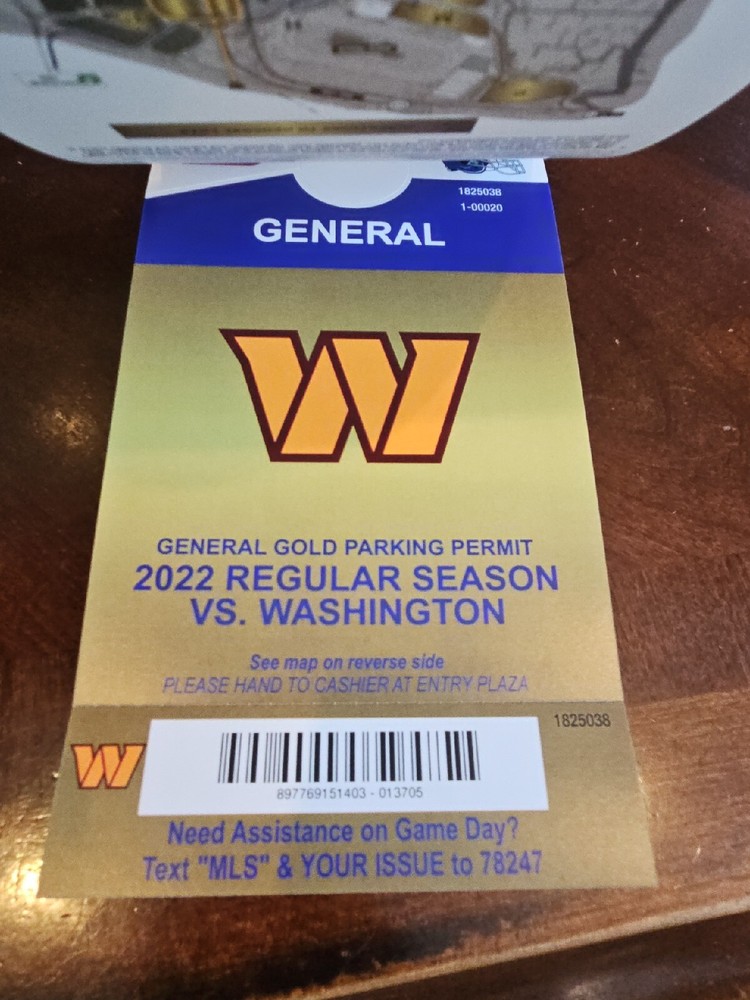 1825038
1-00020
GENERAL
W
GENERAL GOLD PARKING PERMIT
2022 REGULAR SEASON
VS. WASHINGTON
See map on reverse side
PLEASE HAND TO CASHIER AT ENTRY PLAZA
1825038
W
897769151403 - 013705
Need Assistance on Game Day?
Text "MLS" & YOUR ISSUE to 78247